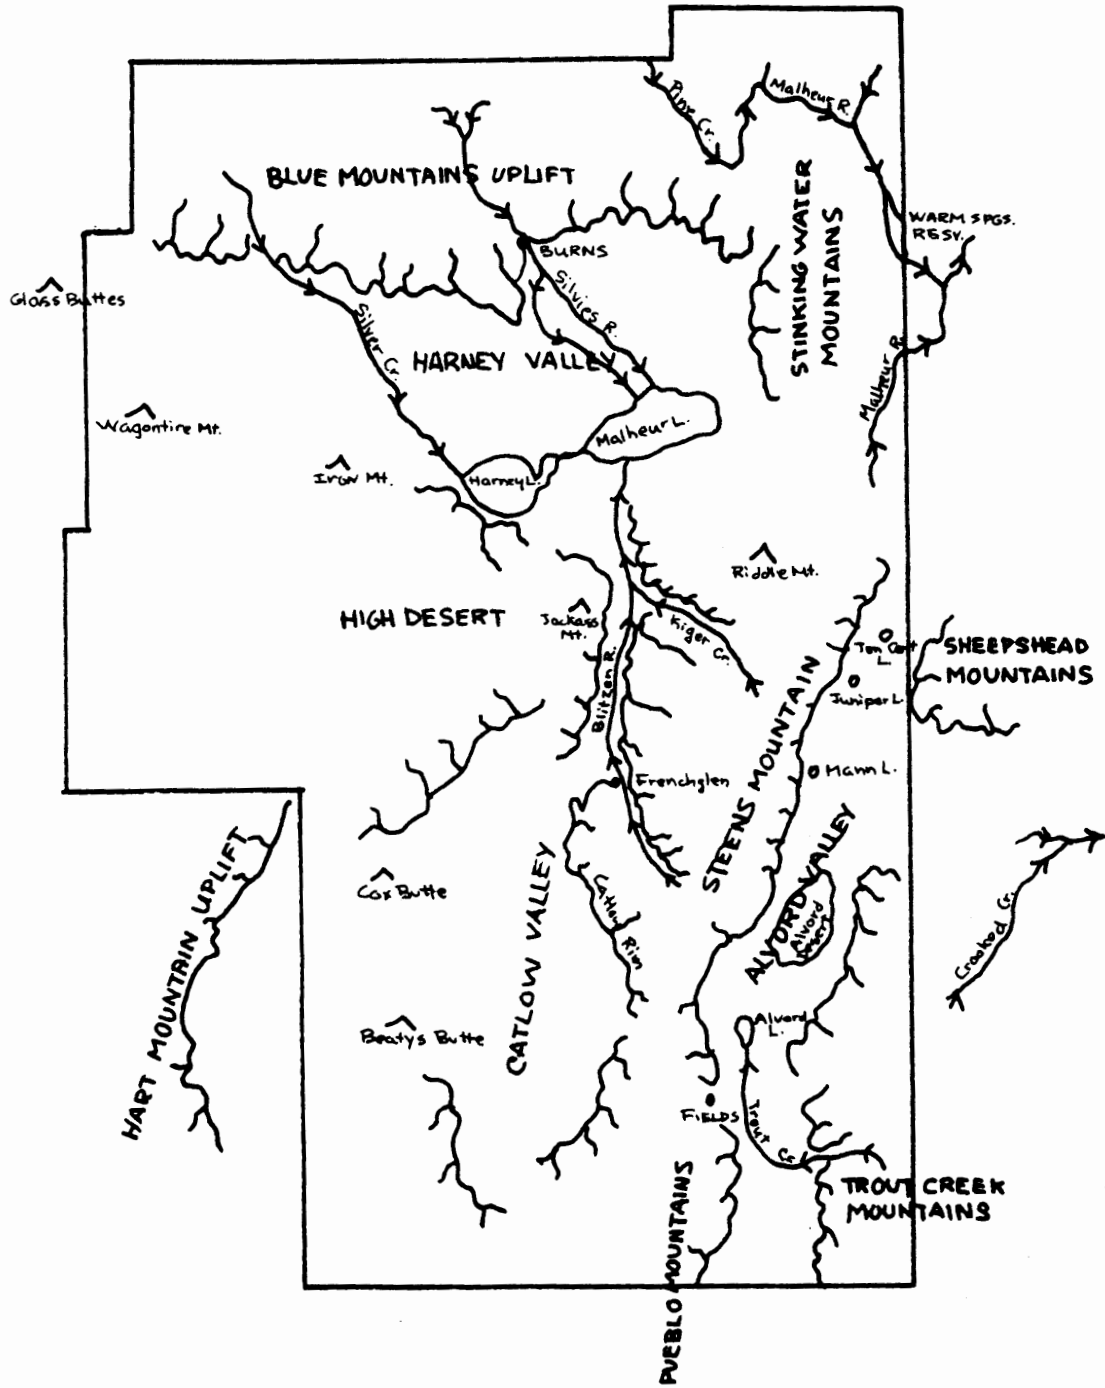 Pine Cr.
Malheur R.
BLUE MOUNTAINS UPLIFT
STINKING WATER
MOUNTAINS
WARM SPGS.
RESV.
BURNS
Glass Buttes
Silvies R.
Silver Cr.
HARNEY VALLEY
Malheur R.
Wagontire Mt.
Malheur L.
Iron Mt.
Harney L.
Riddle Mt.
HIGH DESERT
Jackass
Mt.
Kiger Cr.
Blitzen R.
Ten Cent
L.
SHEEPSHEAD
MOUNTAINS
Juniper L.
STEENS MOUNTAIN
Mann L.
Frenchglen
HART MOUNTAIN UPLIFT
Cox Butte
CATLOW VALLEY
Catlow Rim
ALVORD VALLEY
Alvord
Desert
Crooked Cr.
Beatys Butte
Alvord
L.
FIELDS
Trout Cr.
TROUT CREEK
MOUNTAINS
PUEBLO MOUNTAINS